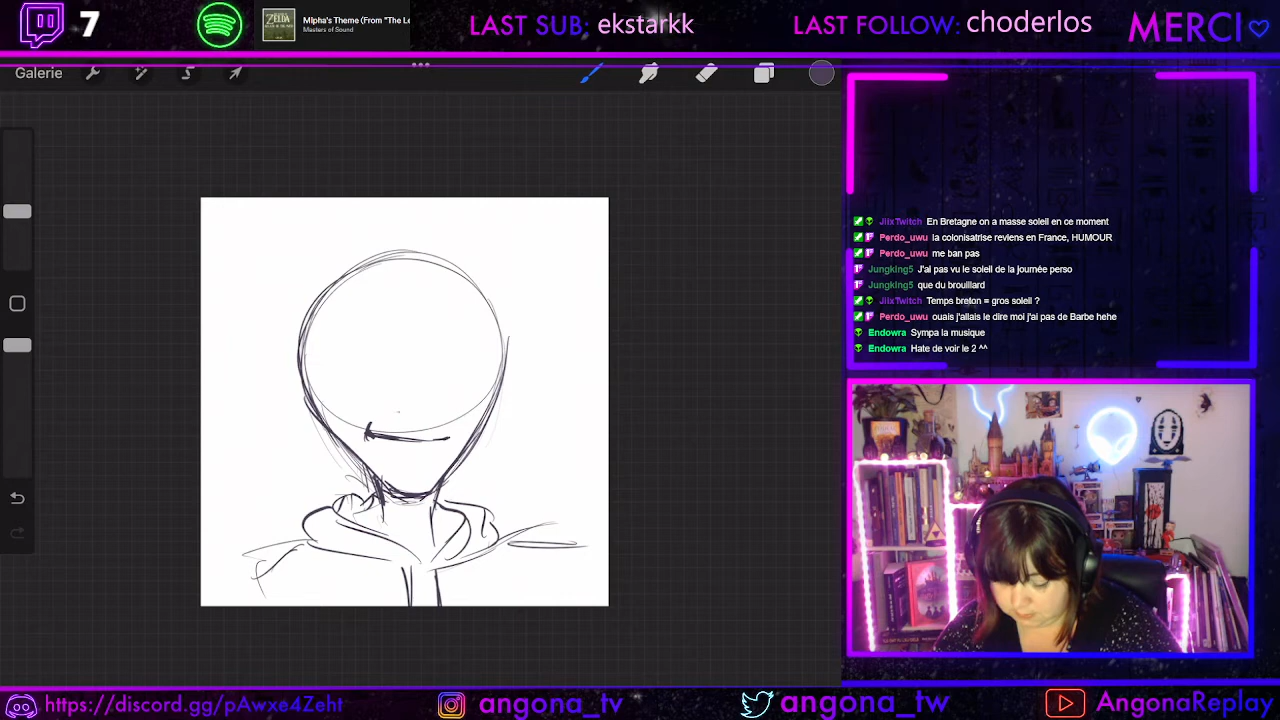 7
Mipha's Theme (From "The Le
Masters of Sound
LAST SUB: ekstarkk
LAST FOLLOW: choderlos
MERCI
Galerie
JiixTwitch En Bretagne on a masse soleil en ce moment
Perdo_uwu la colonisatrise reviens en France, HUMOUR
Perdo_uwu me ban pas
Jungking5 J'ai pas vu le soleil de la journée perso
Jungking5 que du brouillard
JiixTwitch Temps breton = gros soleil ?
Perdo_uwu ouais j'allais le dire moi j'ai pas de Barbe hehe
Endowra Sympa la musique
Endowra Hate de voir le 2 ^^
https://discord.gg/pAwxe4Zeht
angona_tv
angona_tw
AngonaReplay